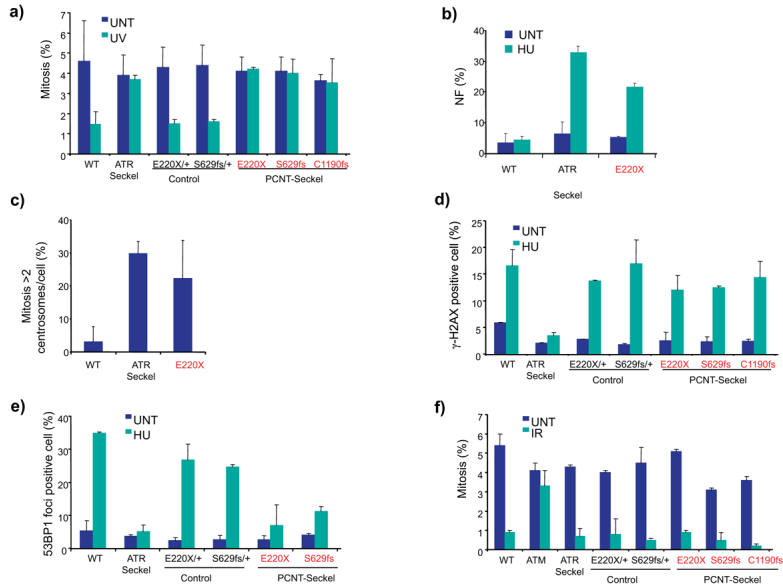 a)
UNT
UV
Mitosis (%)
7
6
5
4
3
2
1
0
WT
ATR
Seckel
E220X/+ S629fs/+
Control
E220X S629fs C1190fs
PCNT-Seckel
b)
UNT
HU
NF (%)
40
30
20
10
0
WT
ATR
E220X
Seckel
c)
Mitosis >2
centrosomes/cell (%)
40
30
20
10
0
WT
ATR
Seckel
E220X
d)
UNT
HU
γ-H2AX positive cell (%)
25
20
15
10
5
0
WT
ATR
Seckel
E220X/+ S629fs/+
Control
E220X S629fs C1190fs
PCNT-Seckel
e)
UNT
HU
53BP1 foci positive cell (%)
40
30
20
10
0
WT
ATR
Seckel
E220X/+ S629fs/+
Control
E220X S629fs
PCNT-Seckel
f)
UNT
IR
Mitosis (%)
7
6
5
4
3
2
1
0
WT
ATM
ATR
Seckel
E220X/+ S629fs/+
Control
E220X S629fs C1190fs
PCNT-Seckel